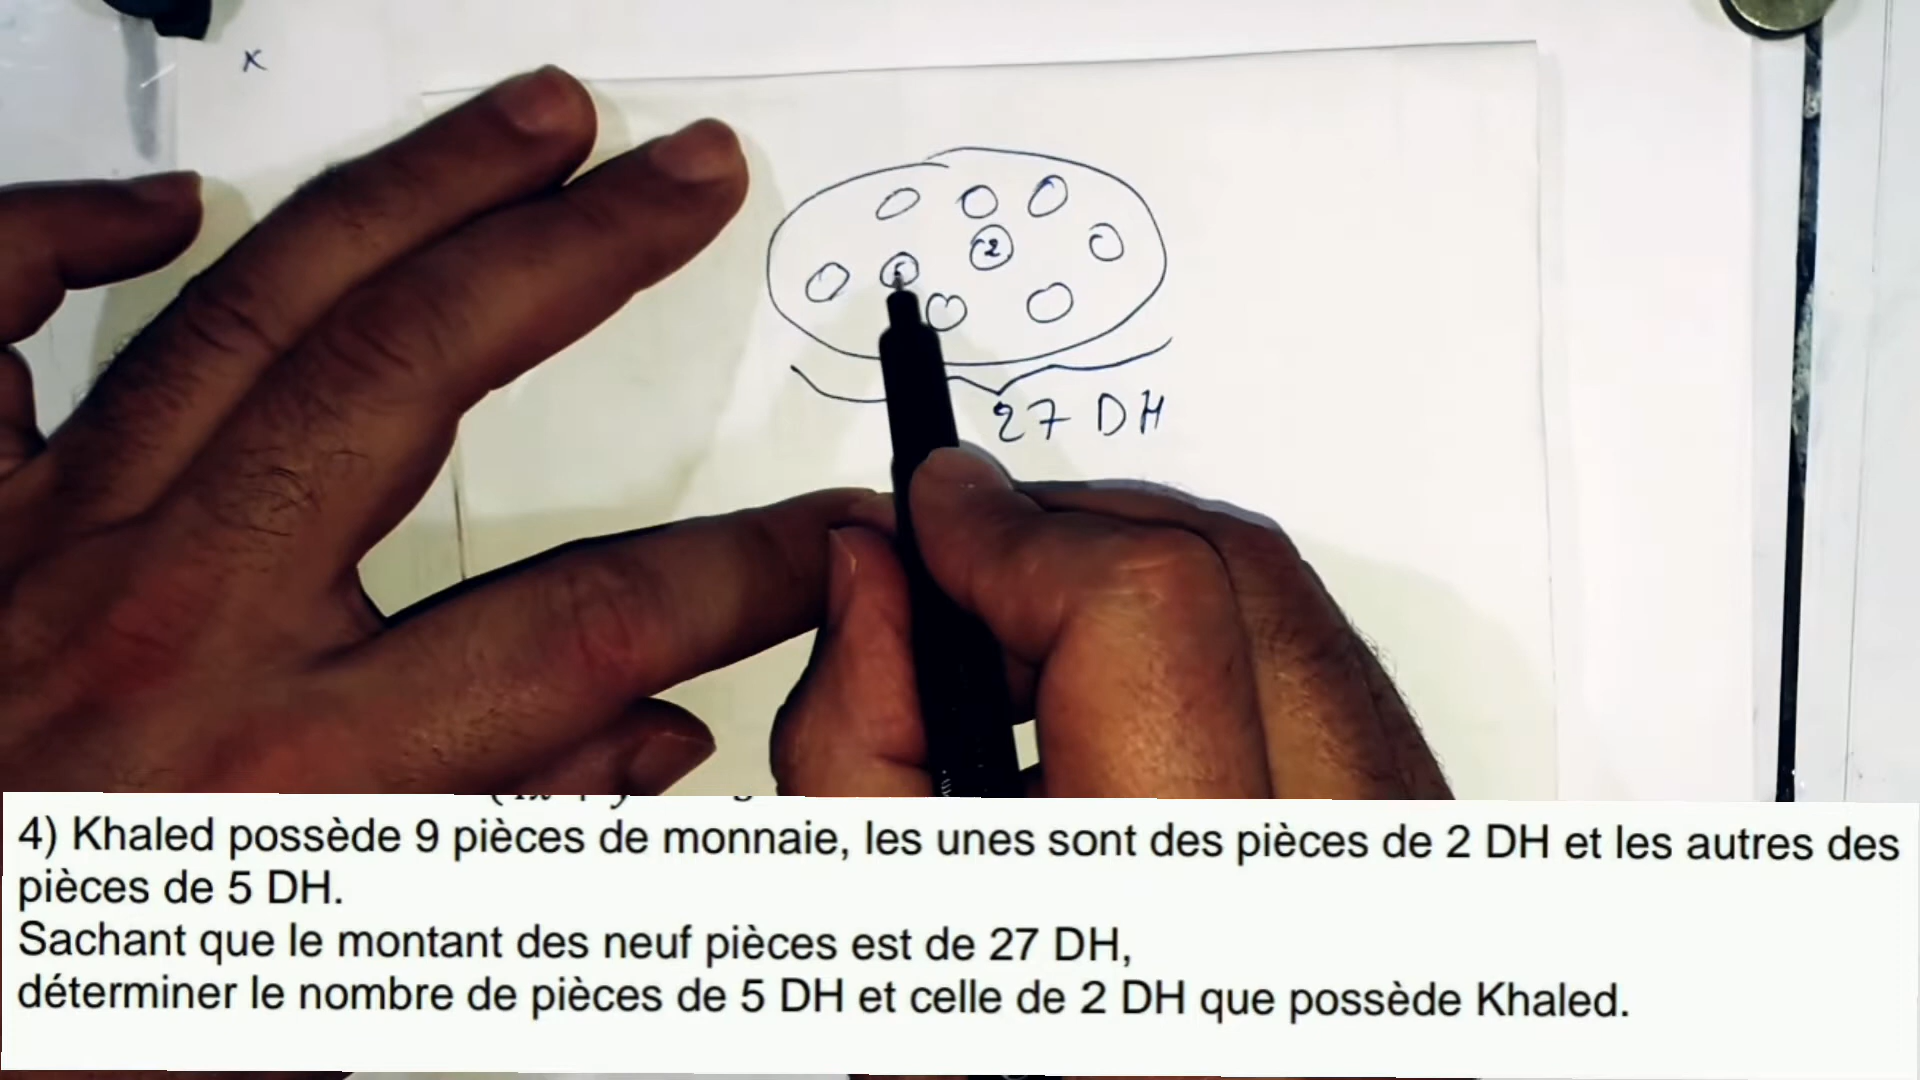 x
2
5
27 DH
4) Khaled possède 9 pièces de monnaie, les unes sont des pièces de 2 DH et les autres des
pièces de 5 DH.
Sachant que le montant des neuf pièces est de 27 DH,
déterminer le nombre de pièces de 5 DH et celle de 2 DH que possède Khaled.